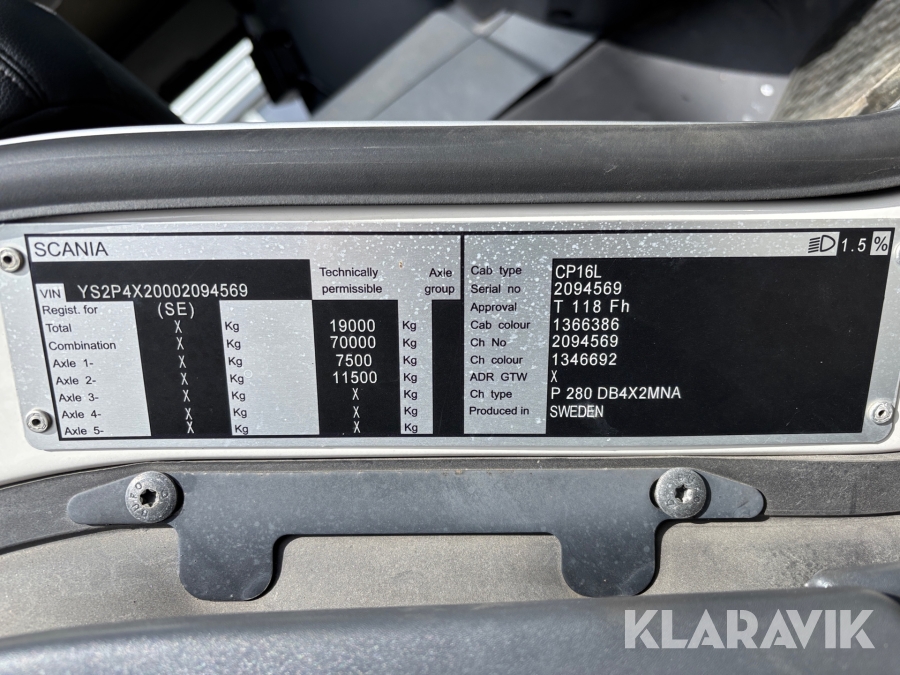 SCANIA
1.5 %
VIN YS2P4X20002094569
Technically permissible
Axle group
Regist. for (SE)
Total X Kg 19000 Kg
Combination X Kg 70000 Kg
Axle 1- X Kg 7500 Kg
Axle 2- X Kg 11500 Kg
Axle 3- X Kg X Kg
Axle 4- X Kg X Kg
Axle 5- X Kg X Kg
Cab type CP16L
Serial no 2094569
Approval T 118 Fh
Cab colour 1366386
Ch No 2094569
Ch colour 1346692
ADR GTW X
Ch type P 280 DB4X2MNA
Produced in SWEDEN
KLARAVIK